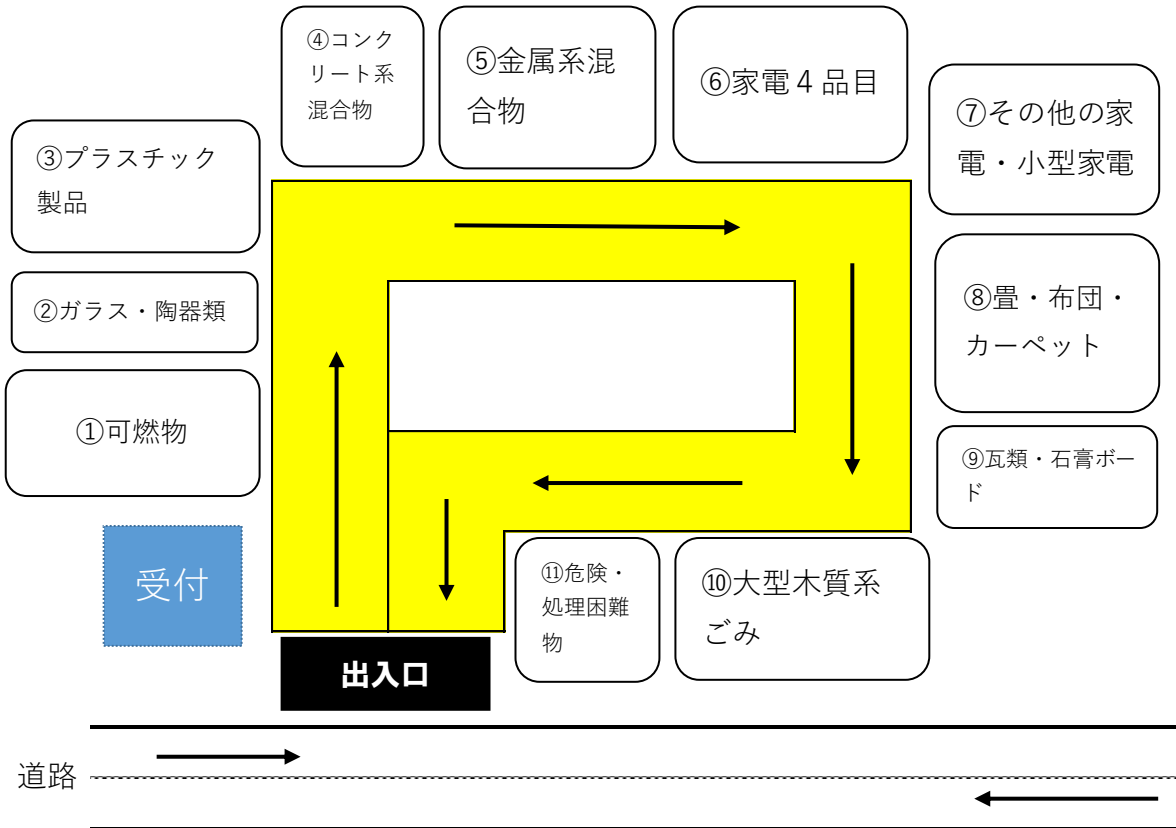 ④コンク
リート系
混合物
⑤金属系混
合物
⑥家電4品目
⑦その他の家
電・小型家電
③プラスチック
製品
②ガラス・陶器類
⑧畳・布団・
カーペット
①可燃物
⑨瓦類・石膏ボー
ド
受付
⑪危険・
処理困難
物
⑩大型木質系
ごみ
出入口
道路